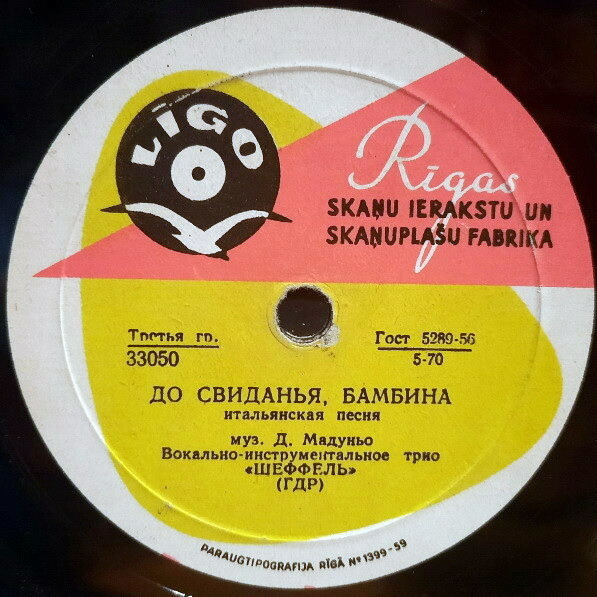 LĪGO
Rīgas
SKAŅU IERAKSTU UN
SKAŅUPLAŠU FABRIKA
Третья гр.
33050
Гост 5289-56
5-70
ДО СВИДАНЬЯ, БАМБИНА
итальянская песня
муз. Д. Мадуньо
Вокально-инструментальное трио
«ШЕФФЕЛЬ»
(ГДР)
PARAUGTIPOGRAFIJA RĪGĀ Nº 1399-59